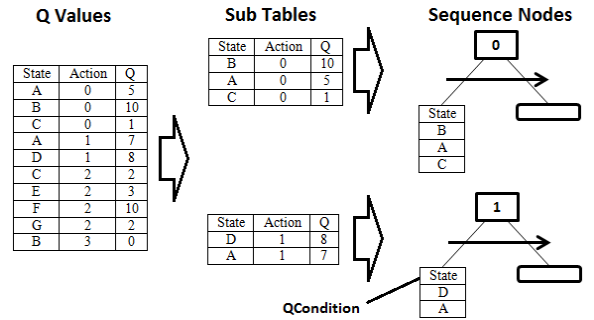 Q Values
State Action Q
A 0 5
B 0 10
C 0 1
A 1 7
D 1 8
C 2 2
E 2 3
F 2 10
G 2 2
B 3 0
Sub Tables
State Action Q
B 0 10
A 0 5
C 0 1
State Action Q
D 1 8
A 1 7
Sequence Nodes
0
State
B
A
C
1
State
D
A
QCondition